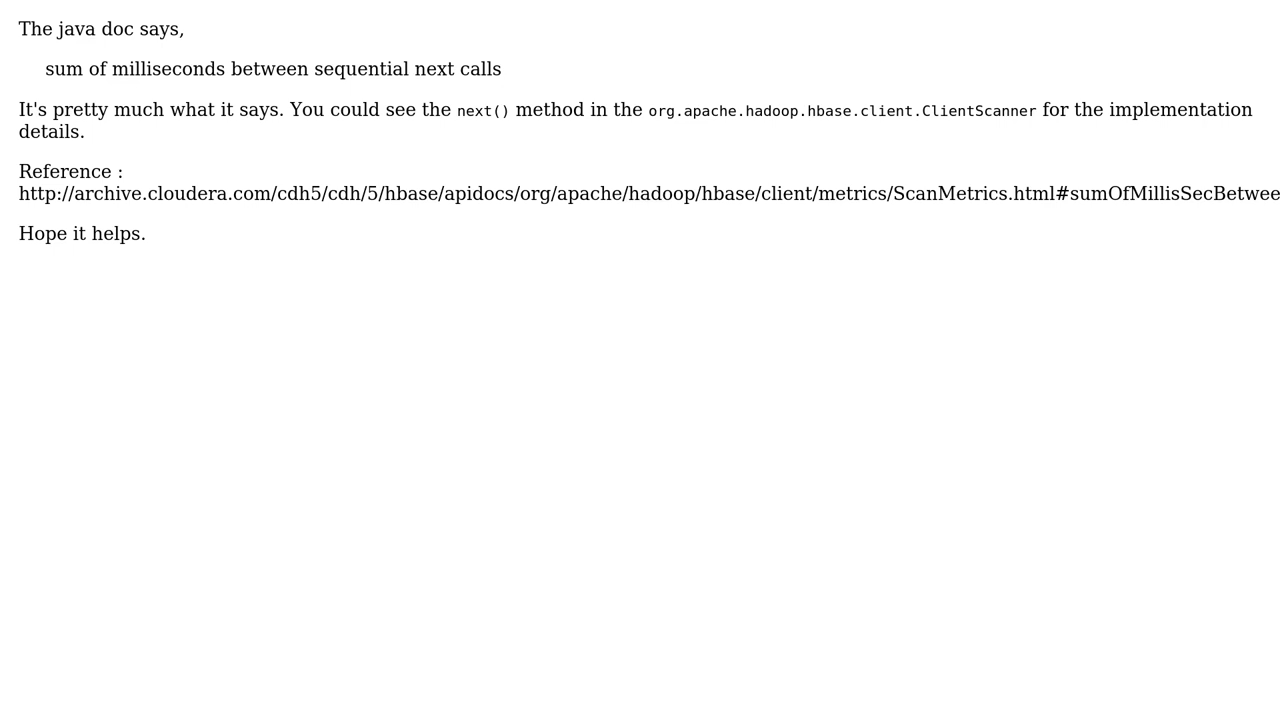 The java doc says,
sum of milliseconds between sequential next calls
It's pretty much what it says. You could see the next() method in the org.apache.hadoop.hbase.client.ClientScanner for the implementation
details.
Reference :
http://archive.cloudera.com/cdh5/cdh/5/hbase/apidocs/org/apache/hadoop/hbase/client/metrics/ScanMetrics.html#sumOfMillisSecBetwee
Hope it helps.